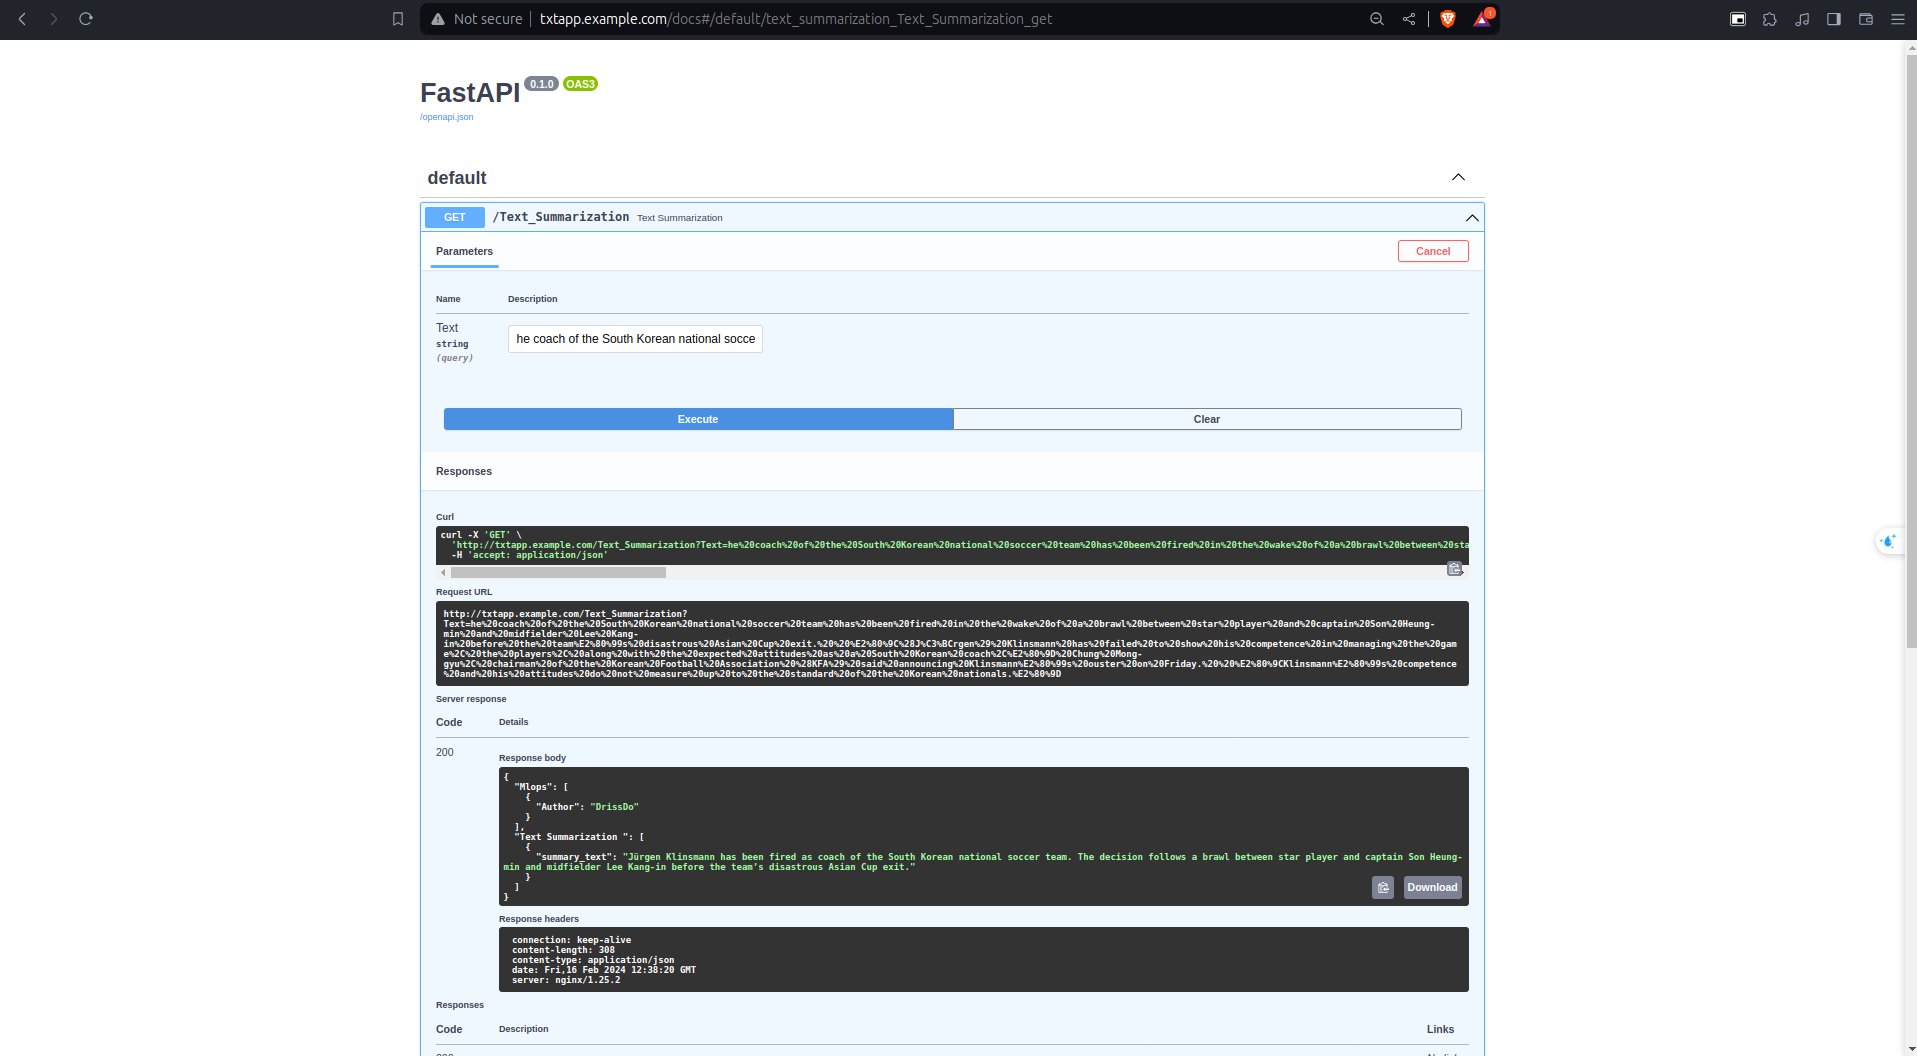 Not secure | txtapp.example.com/docs#/default/text_summarization_Text_Summarization_get
1
FastAPI 0.1.0 OAS3
/openapi.json
default
GET /Text_Summarization Text Summarization
Parameters
Cancel
Name Description
Text
he coach of the South Korean national socce
string
(query)
Execute Clear
Responses
Curl
curl -X 'GET' \
'http://txtapp.example.com/Text_Summarization?Text=he%20coach%20of%20the%20South%20Korean%20national%20soccer%20team%20has%20been%20fired%20in%20the%20wake%20of%20a%20brawl%20between%20sta
-H 'accept: application/json'
Request URL
http://txtapp.example.com/Text_Summarization?
Text=he%20coach%20of%20the%20South%20Korean%20national%20soccer%20team%20has%20been%20fired%20in%20the%20wake%20of%20a%20brawl%20between%20star%20player%20and%20captain%20Son%20Heung-
min%20and%20midfielder%20Lee%20Kang-
in%20before%20the%20team%E2%80%99s%20disastrous%20Asian%20Cup%20exit.%20%20%E2%80%9C%28J%C3%BCrgen%29%20Klinsmann%20has%20failed%20to%20show%20his%20competence%20in%20managing%20the%20gam
e%2C%20the%20players%2C%20along%20with%20the%20expected%20attitudes%20as%20a%20South%20Korean%20coach%2C%E2%80%9D%20Chung%20Mong-
gyu%2C%20chairman%20of%20the%20Korean%20Football%20Association%20%28KFA%29%20said%20announcing%20Klinsmann%E2%80%99s%20ouster%20on%20Friday.%20%20%E2%80%9CKlinsmann%E2%80%99s%20competence
%20and%20his%20attitudes%20do%20not%20measure%20up%20to%20the%20standard%20of%20the%20Korean%20nationals.%E2%80%9D
Server response
Code Details
200
Response body
{
"Mlops": [
{
"Author": "DrissDo"
}
],
"Text Summarization ": [
{
"summary_text": "Jürgen Klinsmann has been fired as coach of the South Korean national soccer team. The decision follows a brawl between star player and captain Son Heung-
min and midfielder Lee Kang-in before the team’s disastrous Asian Cup exit."
}
]
}
Download
Response headers
connection: keep-alive
content-length: 308
content-type: application/json
date: Fri,16 Feb 2024 12:38:20 GMT
server: nginx/1.25.2
Responses
Code Description Links